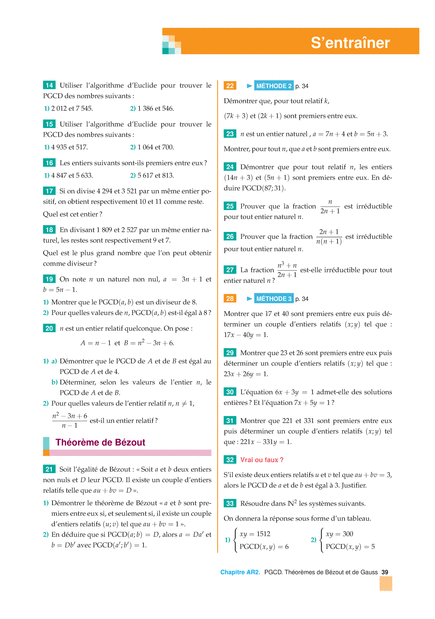 S'entraîner
14 Utiliser l'algorithme d'Euclide pour trouver le
PGCD des nombres suivants :
1) 2 012 et 7 545. 2) 1 386 et 546.
15 Utiliser l'algorithme d'Euclide pour trouver le
PGCD des nombres suivants :
1) 4 935 et 517. 2) 1 064 et 700.
16 Les entiers suivants sont-ils premiers entre eux ?
1) 4 847 et 5 633. 2) 5 617 et 813.
17 Si on divise 4 294 et 3 521 par un même entier po-
sitif, on obtient respectivement 10 et 11 comme reste.
Quel est cet entier ?
18 En divisant 1 809 et 2 527 par un même entier na-
turel, les restes sont respectivement 9 et 7.
Quel est le plus grand nombre que l'on peut obtenir
comme diviseur ?
19 On note n un naturel non nul, a = 3n + 1 et
b = 5n − 1.
1) Montrer que le PGCD(a, b) est un diviseur de 8.
2) Pour quelles valeurs de n, PGCD(a, b) est-il égal à 8 ?
20 n est un entier relatif quelconque. On pose :
A = n − 1 et B = n² − 3n + 6.
1) a) Démontrer que le PGCD de A et de B est égal au
PGCD de A et de 4.
b) Déterminer, selon les valeurs de l'entier n, le
PGCD de A et de B.
2) Pour quelles valeurs de l'entier relatif n, n ≠ 1,
n² − 3n + 6 / n − 1 est-il un entier relatif ?
Théorème de Bézout
21 Soit l'égalité de Bézout : « Soit a et b deux entiers
non nuls et D leur PGCD. Il existe un couple d'entiers
relatifs telle que au + bv = D ».
1) Démontrer le théorème de Bézout « a et b sont pre-
miers entre eux si, et seulement si, il existe un couple
d'entiers relatifs (u; v) tel que au + bv = 1 ».
2) En déduire que si PGCD(a; b) = D, alors a = Da′ et
b = Db′ avec PGCD(a′; b′) = 1.
22 ► MÉTHODE 2 p. 34
Démontrer que, pour tout relatif k,
(7k + 3) et (2k + 1) sont premiers entre eux.
23 n est un entier naturel , a = 7n + 4 et b = 5n + 3.
Montrer, pour tout n, que a et b sont premiers entre eux.
24 Démontrer que pour tout relatif n, les entiers
(14n + 3) et (5n + 1) sont premiers entre eux. En dé-
duire PGCD(87; 31).
25 Prouver que la fraction n / 2n + 1 est irréductible
pour tout entier naturel n.
26 Prouver que la fraction 2n + 1 / n(n + 1) est irréductible
pour tout entier naturel n.
27 La fraction n³ + n / 2n + 1 est-elle irréductible pour tout
entier naturel n ?
28 ► MÉTHODE 3 p. 34
Montrer que 17 et 40 sont premiers entre eux puis dé-
terminer un couple d'entiers relatifs (x; y) tel que :
17x − 40y = 1.
29 Montrer que 23 et 26 sont premiers entre eux puis
déterminer un couple d'entiers relatifs (x; y) tel que :
23x + 26y = 1.
30 L'équation 6x + 3y = 1 admet-elle des solutions
entières ? Et l'équation 7x + 5y = 1 ?
31 Montrer que 221 et 331 sont premiers entre eux
puis déterminer un couple d'entiers relatifs (x; y) tel
que : 221x − 331y = 1.
32 Vrai ou faux ?
S'il existe deux entiers relatifs u et v tel que au + bv = 3,
alors le PGCD de a et de b est égal à 3. Justifier.
33 Résoudre dans ℕ² les systèmes suivants.
On donnera la réponse sous forme d'un tableau.
1) { xy = 1512 2) { xy = 300
PGCD(x, y) = 6 PGCD(x, y) = 5
Chapitre AR2. PGCD. Théorèmes de Bézout et de Gauss 39